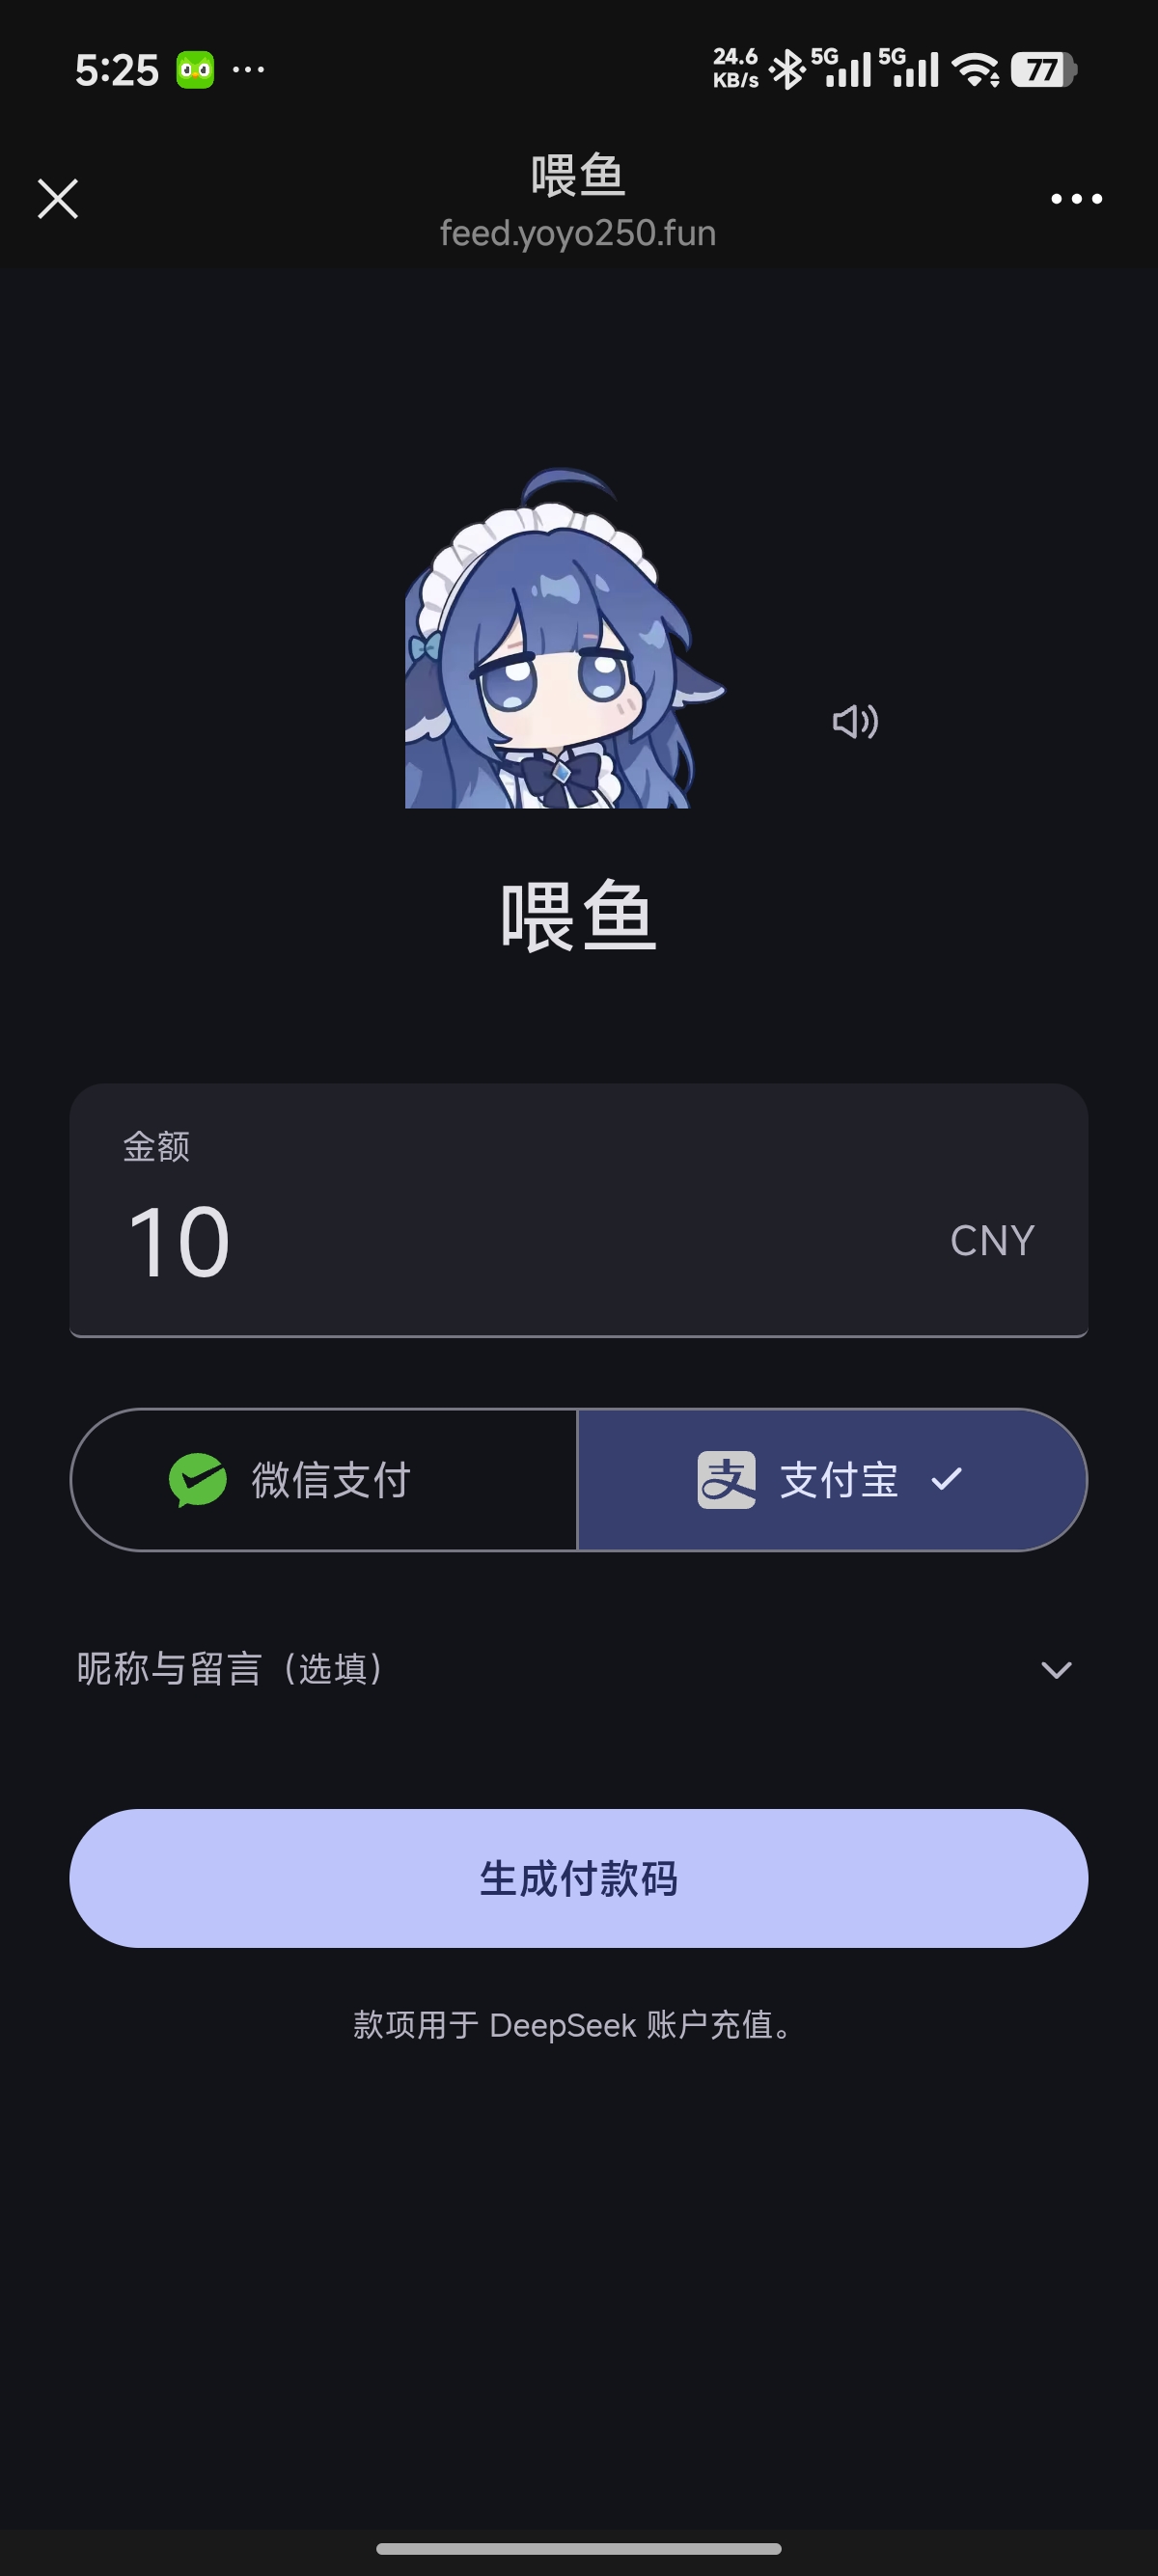 5:25 ... 24.6 KB/s 5G 5G 77
喂鱼
feed.yoyo250.fun
喂鱼
金额
10 CNY
微信支付 支 支付宝
昵称与留言（选填）
生成付款码
款项用于 DeepSeek 账户充值。